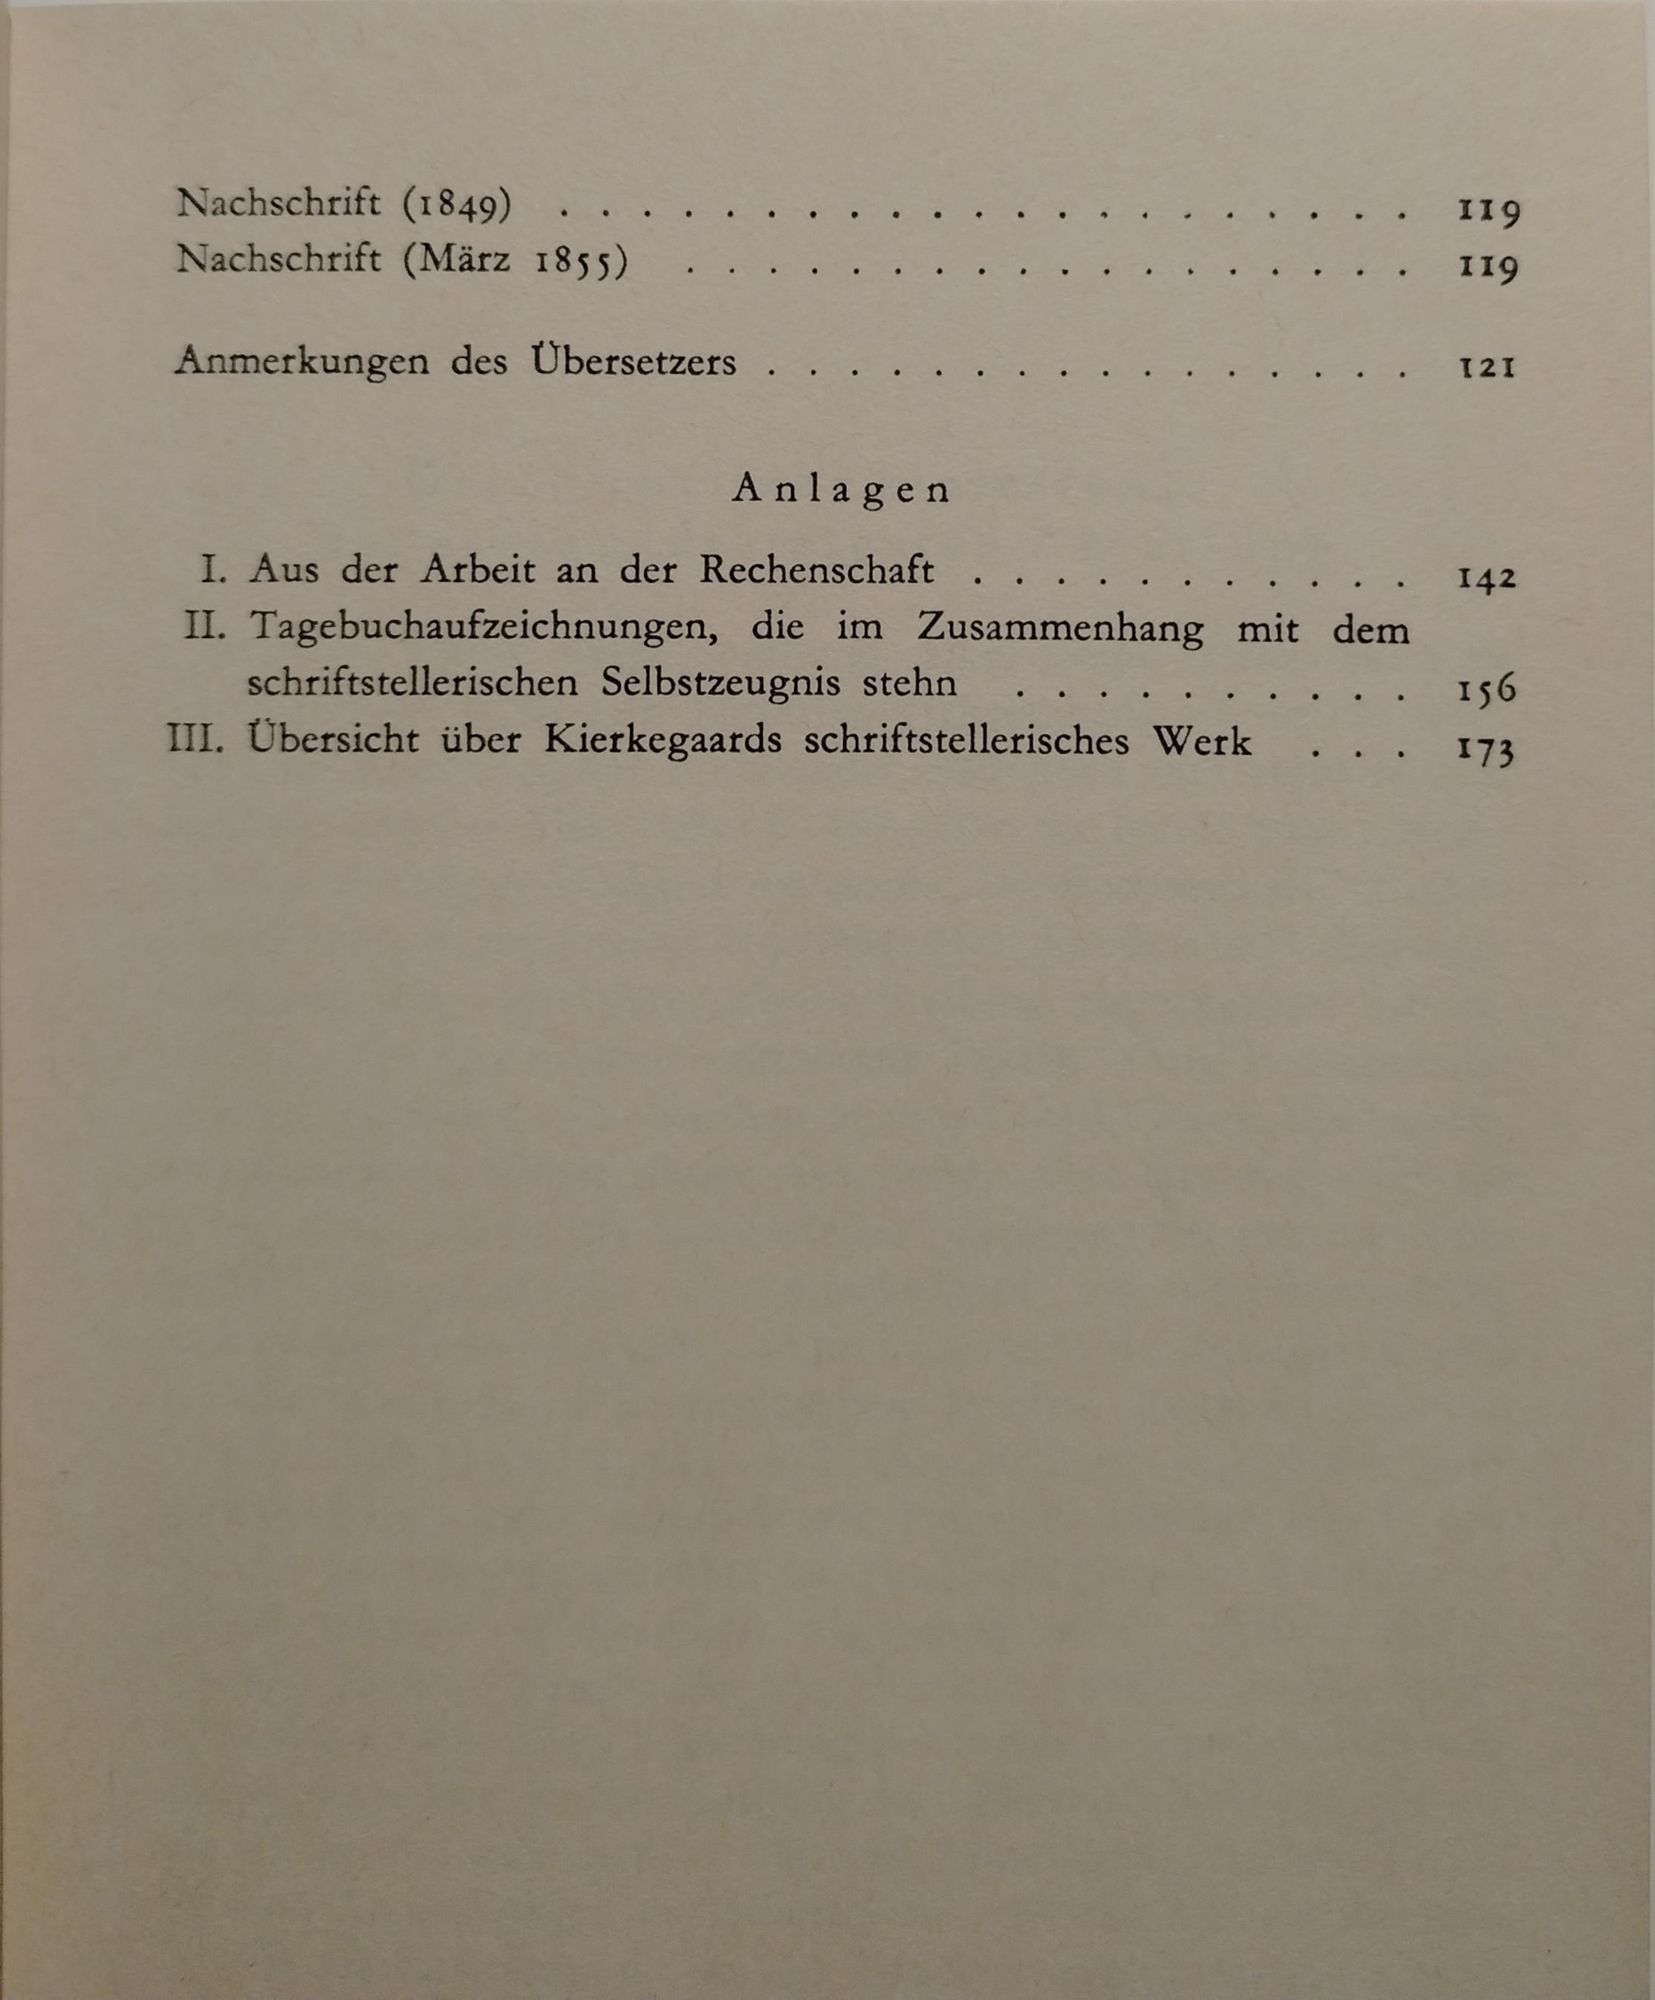 Nachschrift (1849) . . . . . . . . . . . . . . . . . . . . . 119
Nachschrift (März 1855) . . . . . . . . . . . . . . . . . . 119
Anmerkungen des Übersetzers . . . . . . . . . . . . . . . . 121
Anlagen
I. Aus der Arbeit an der Rechenschaft . . . . . . . . . . . 142
II. Tagebuchaufzeichnungen, die im Zusammenhang mit dem
schriftstellerischen Selbstzeugnis stehn . . . . . . . . . . 156
III. Übersicht über Kierkegaards schriftstellerisches Werk . . . 173